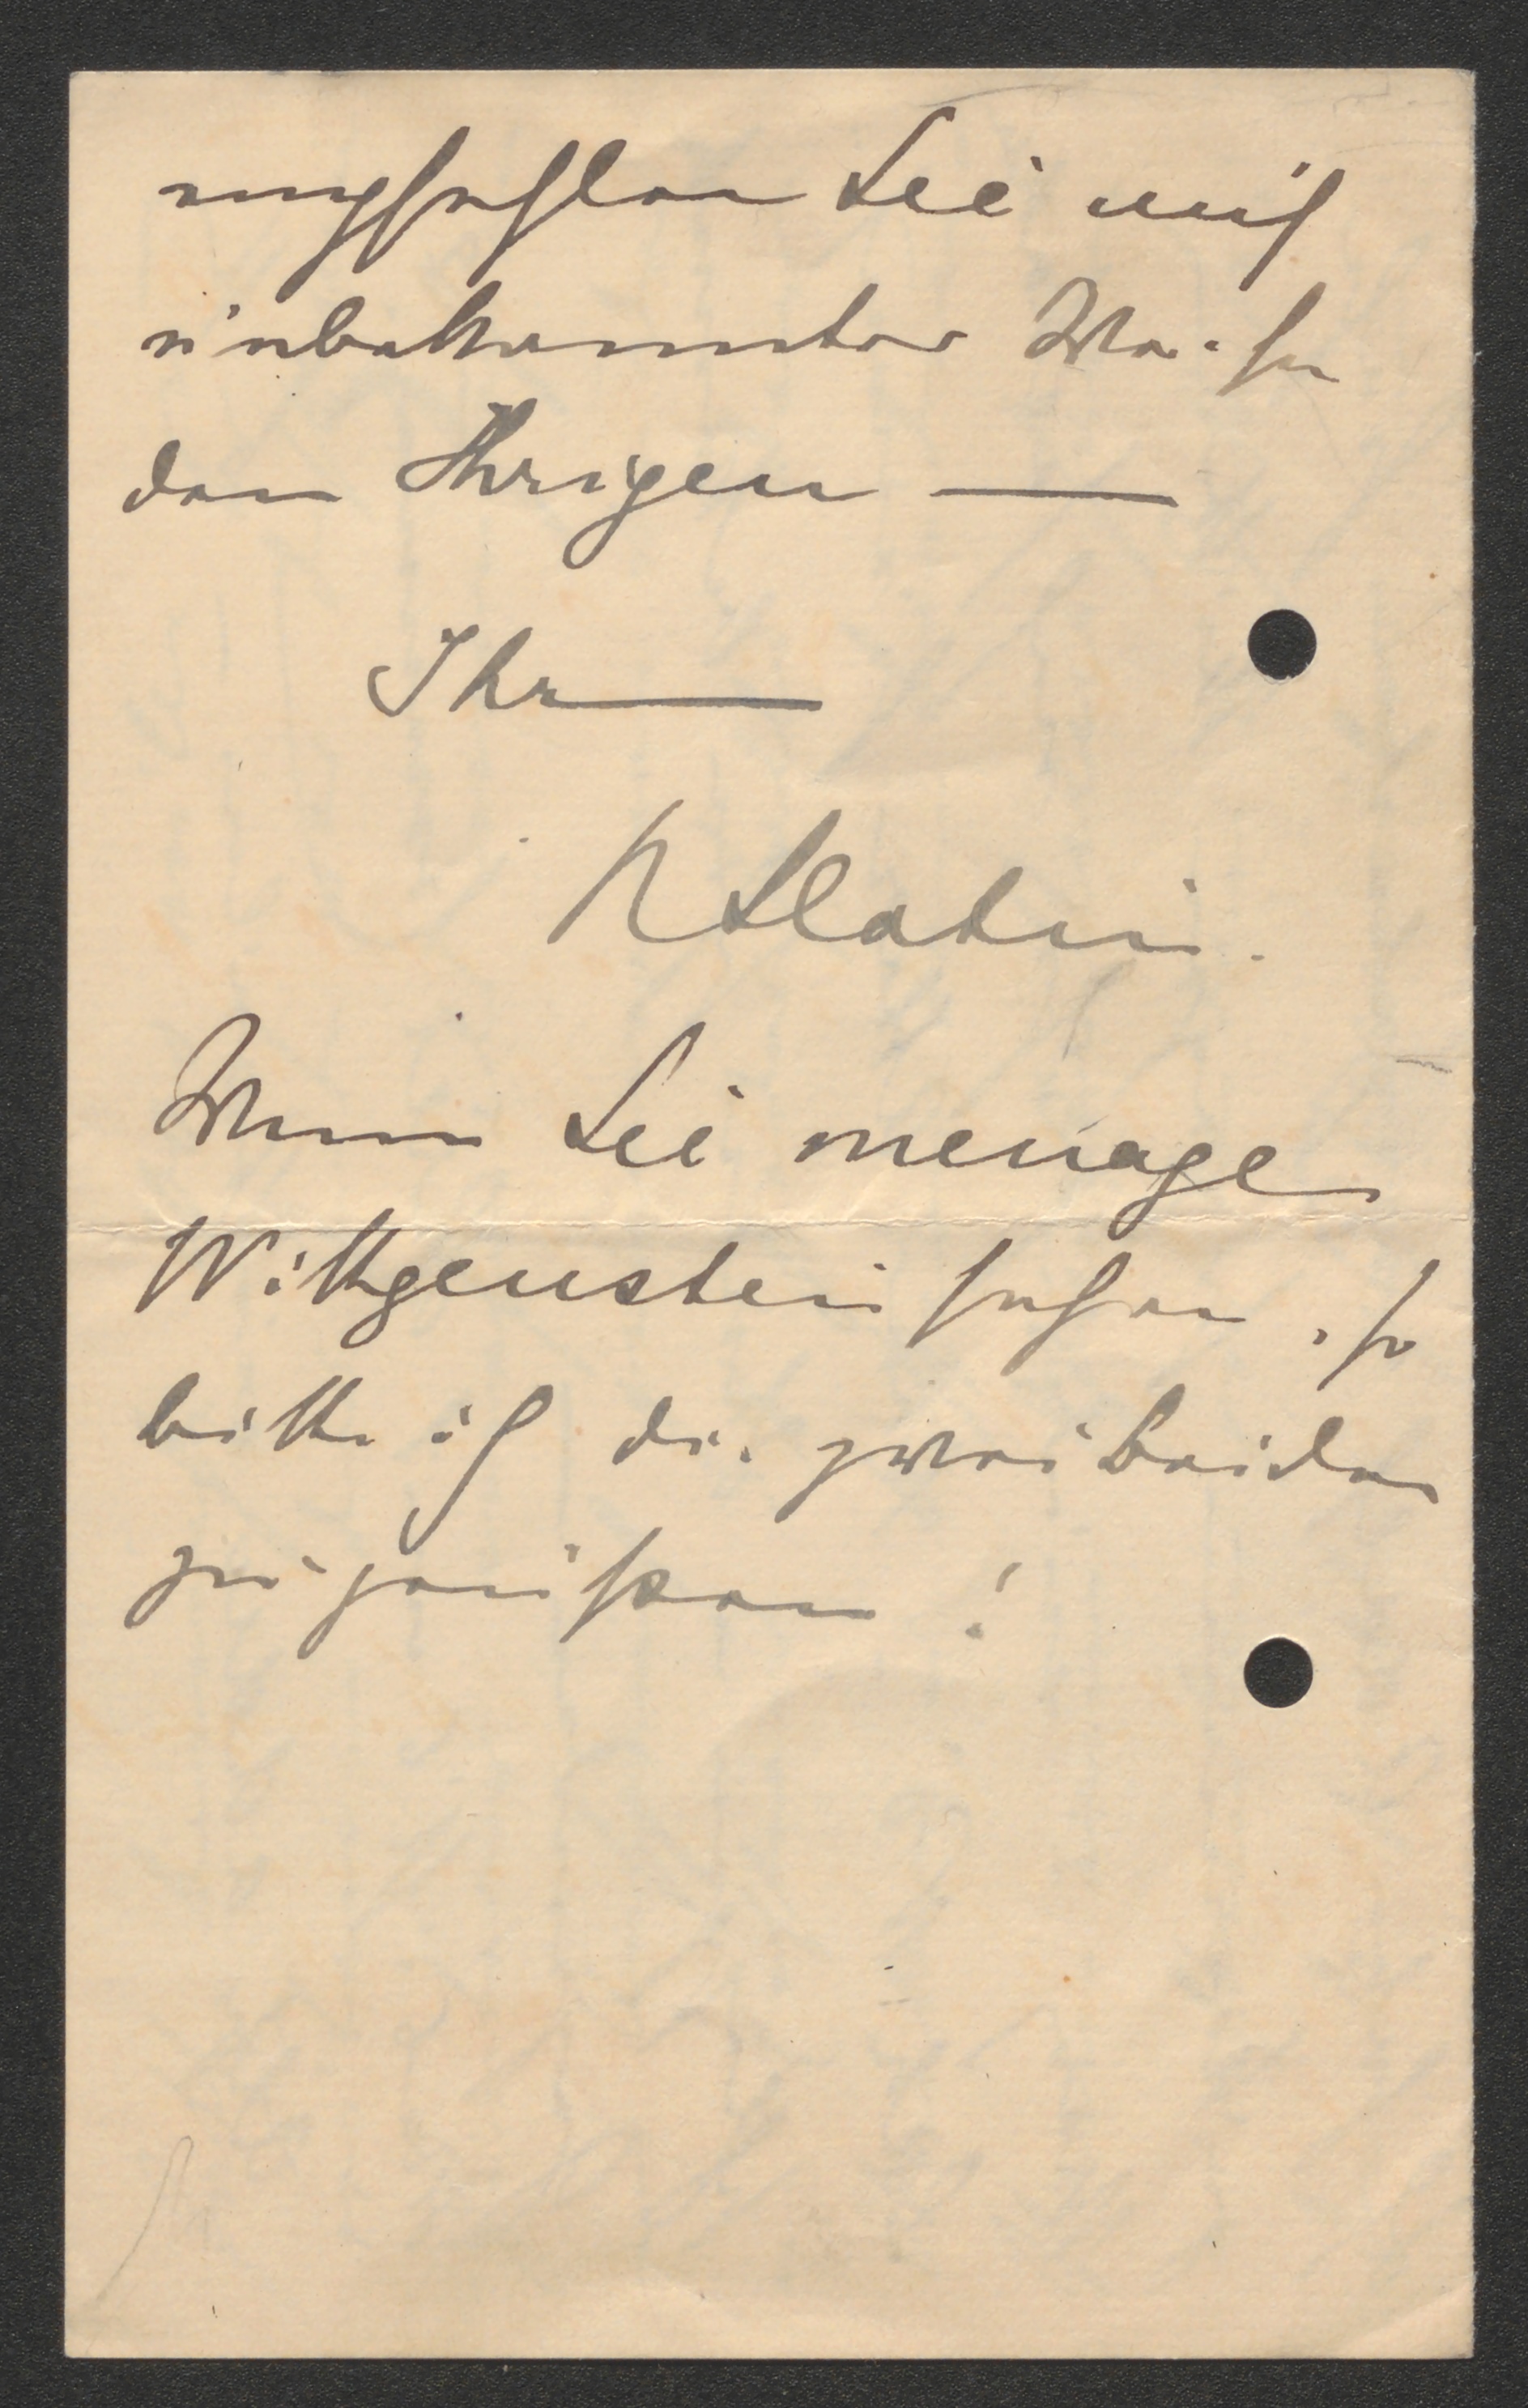 empfehlen Sie mich
unbekannter Weise
den Ihrigen —
Ihr —
R Slatin.
Wenn Sie menage
Wittgenstein sehen, so
bitte ich die zwei Beiden
zu grüßen!